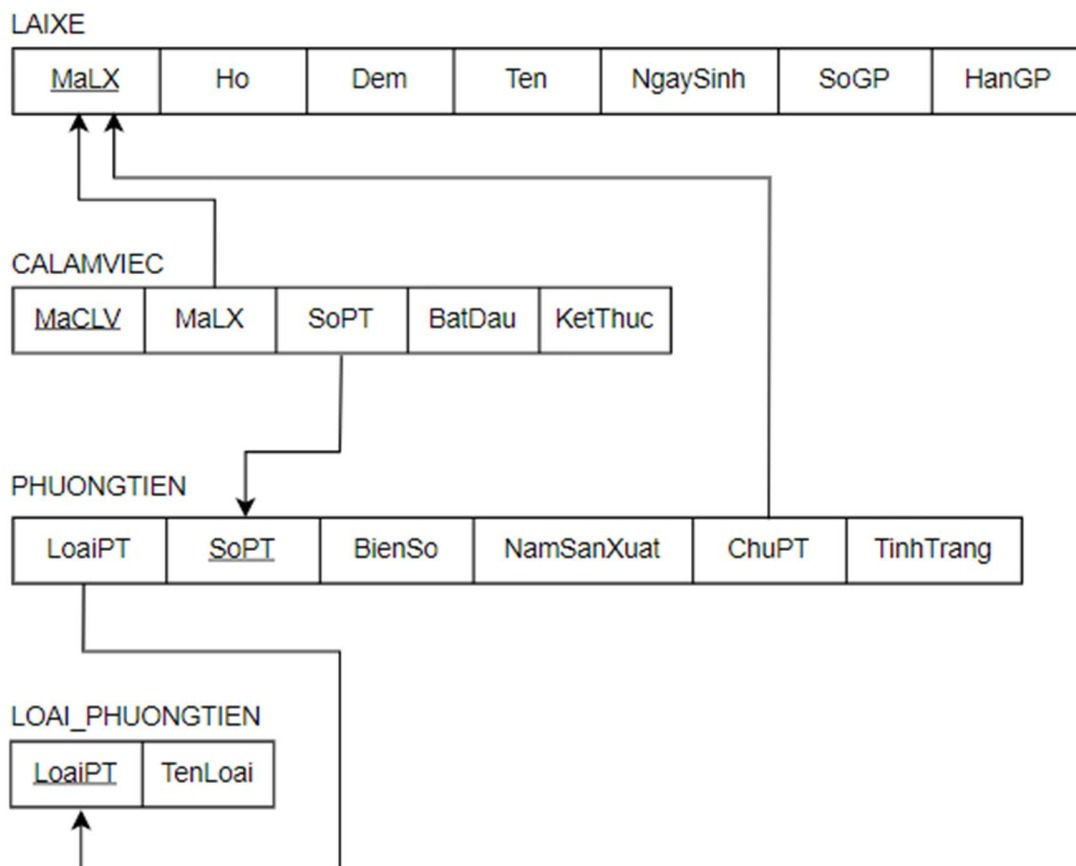 LAIXE
MaLX Ho Dem Ten NgaySinh SoGP HanGP
CALAMVIEC
MaCLV MaLX SoPT BatDau KetThuc
PHUONGTIEN
LoaiPT SoPT BienSo NamSanXuat ChuPT TinhTrang
LOAI_PHUONGTIEN
LoaiPT TenLoai